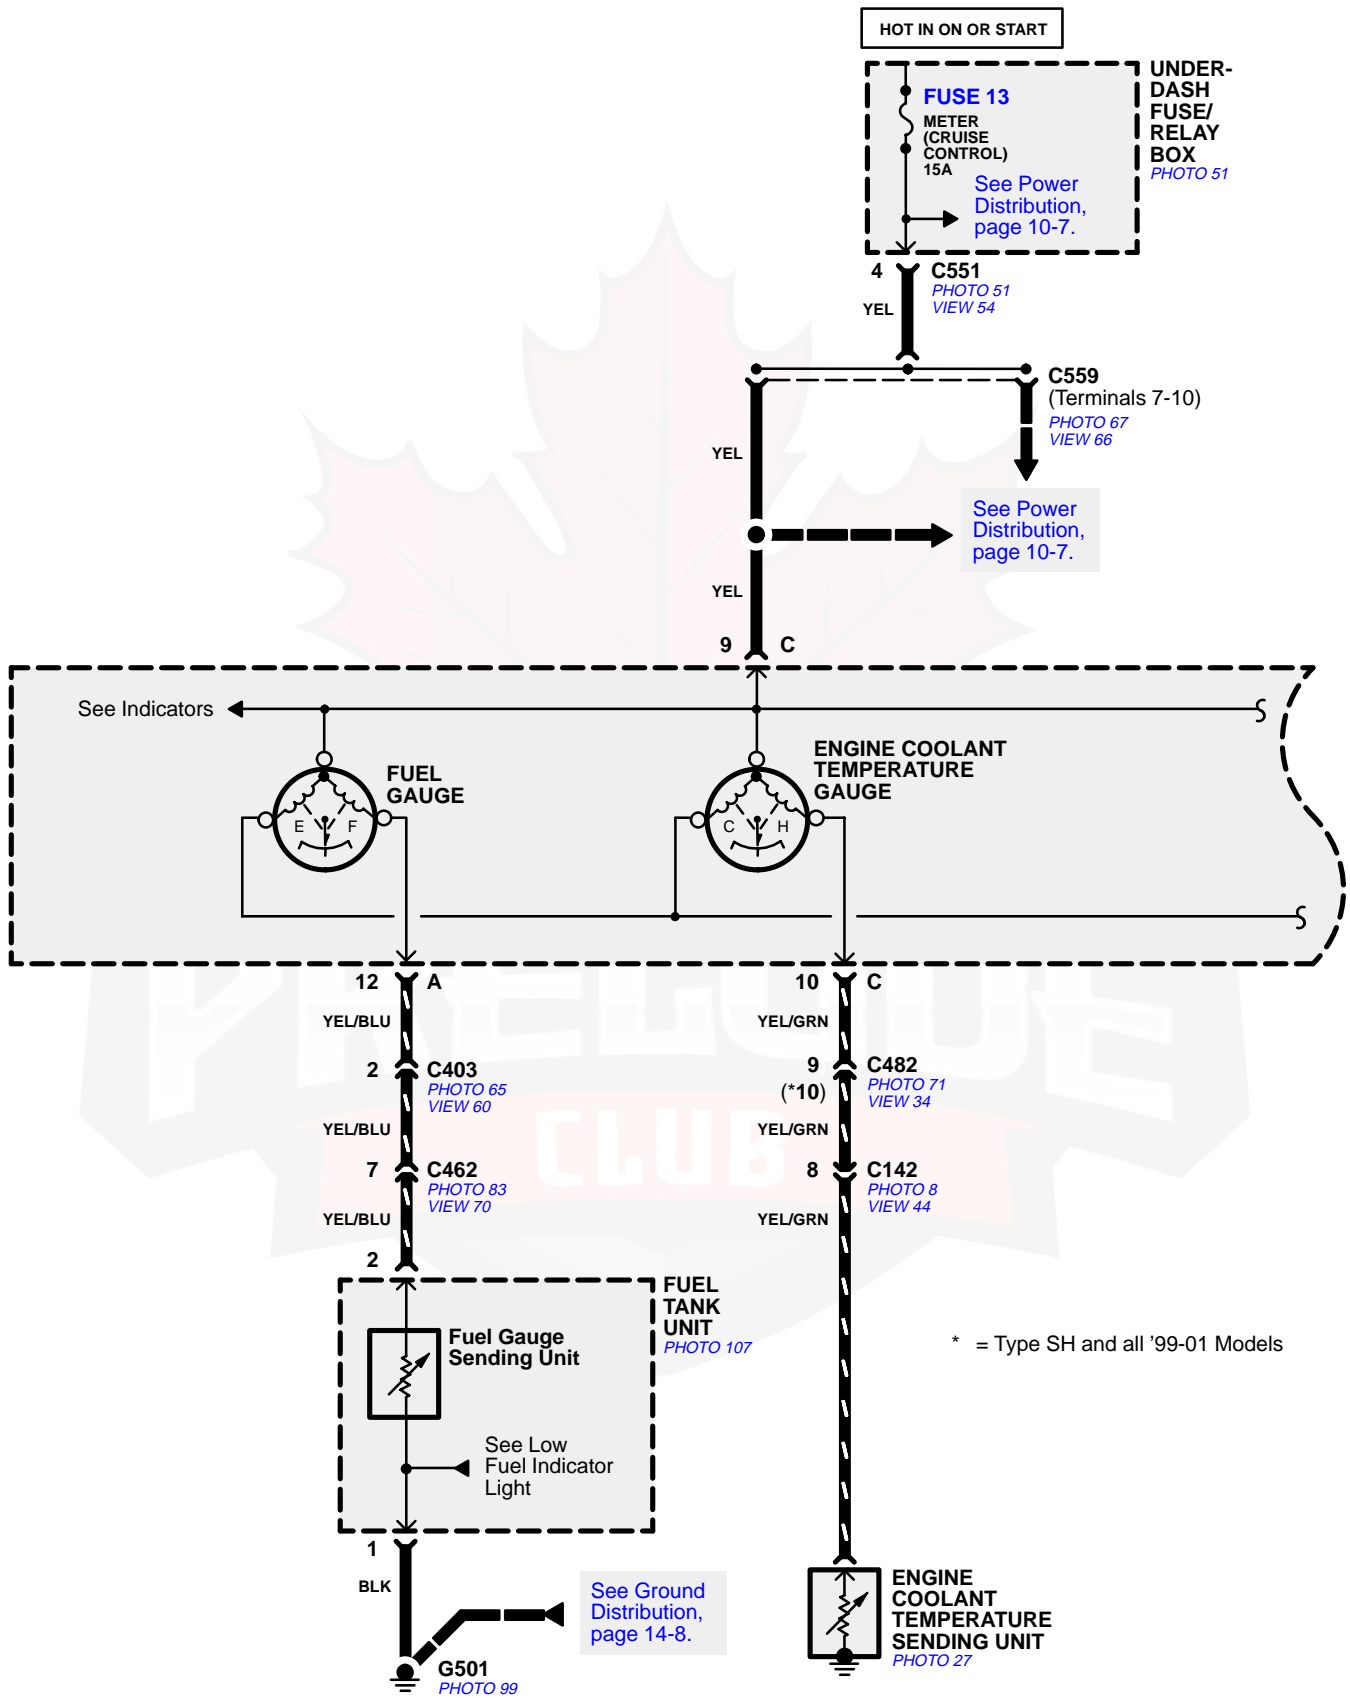 HOT IN ON OR START
FUSE 13
METER
(CRUISE
CONTROL)
15A
See Power
Distribution,
page 10-7.
UNDER-
DASH
FUSE/
RELAY
BOX
PHOTO 51
4
C551
PHOTO 51
VIEW 54
YEL
C559
(Terminals 7-10)
PHOTO 67
VIEW 66
YEL
See Power
Distribution,
page 10-7.
YEL
9 C
See Indicators
FUEL
GAUGE
E F
ENGINE COOLANT
TEMPERATURE
GAUGE
C H
12 A
YEL/BLU
2 C403
PHOTO 65
VIEW 60
YEL/BLU
7 C462
PHOTO 83
VIEW 70
YEL/BLU
2
10 C
YEL/GRN
9 C482
(*10)
PHOTO 71
VIEW 34
YEL/GRN
8 C142
PHOTO 8
VIEW 44
YEL/GRN
FUEL
TANK
UNIT
PHOTO 107
Fuel Gauge
Sending Unit
See Low
Fuel Indicator
Light
* = Type SH and all ’99-01 Models
1
BLK
See Ground
Distribution,
page 14-8.
G501
PHOTO 99
ENGINE
COOLANT
TEMPERATURE
SENDING UNIT
PHOTO 27
PRELUDE
CLUB